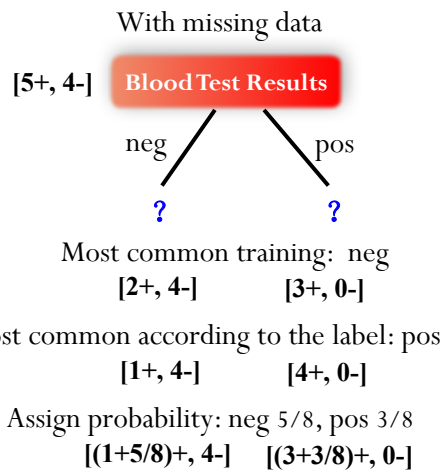 With missing data
[5+, 4-] Blood Test Results
neg pos
? ?
Most common training: neg
[2+, 4-] [3+, 0-]
ost common according to the label: pos
[1+, 4-] [4+, 0-]
Assign probability: neg 5/8, pos 3/8
[(1+5/8)+, 4-] [(3+3/8)+, 0-]